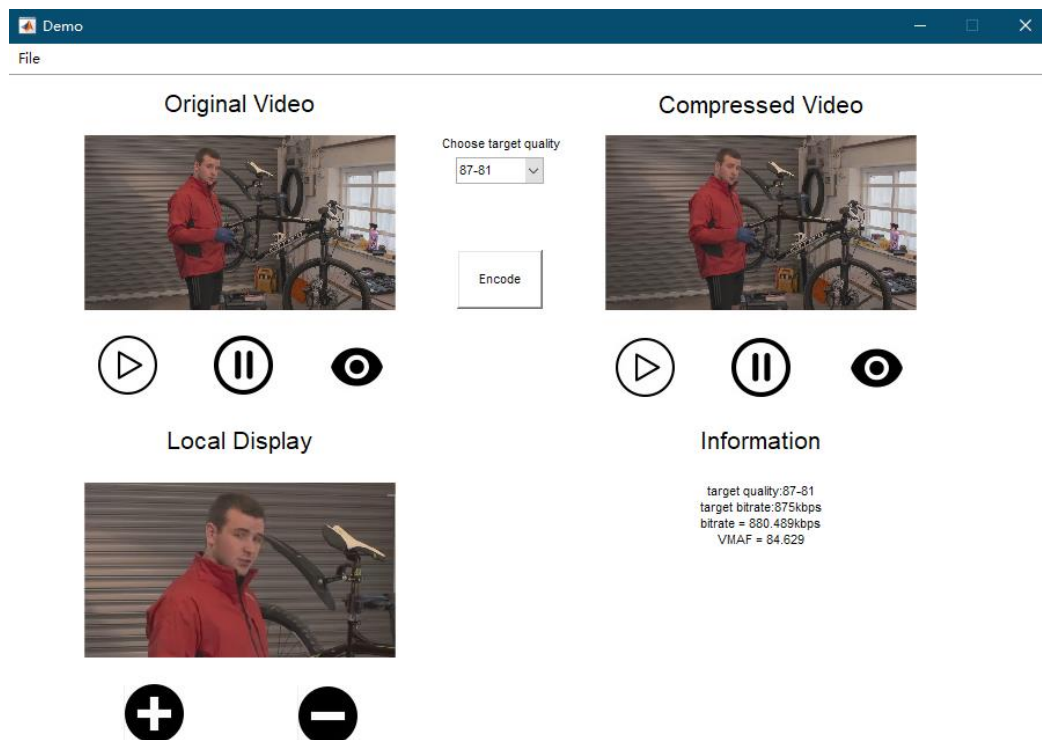 Demo
File
Original Video
Compressed Video
Choose target quality
87-81
Encode
Local Display
Information
target quality:87-81
target bitrate:875kbps
bitrate = 880.489kbps
VMAF = 84.629